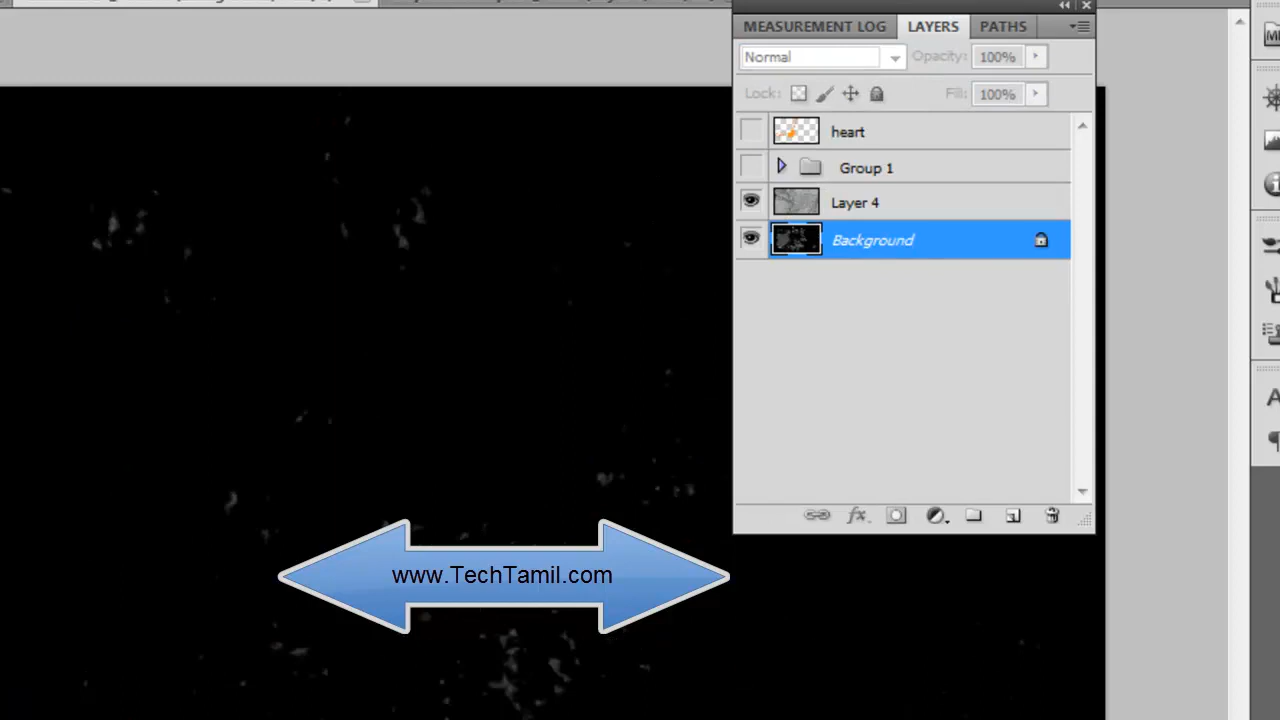 MEASUREMENT LOG LAYERS PATHS
Normal Opacity: 100%
Lock: Fill: 100%
heart
Group 1
Layer 4
Background
www.TechTamil.com